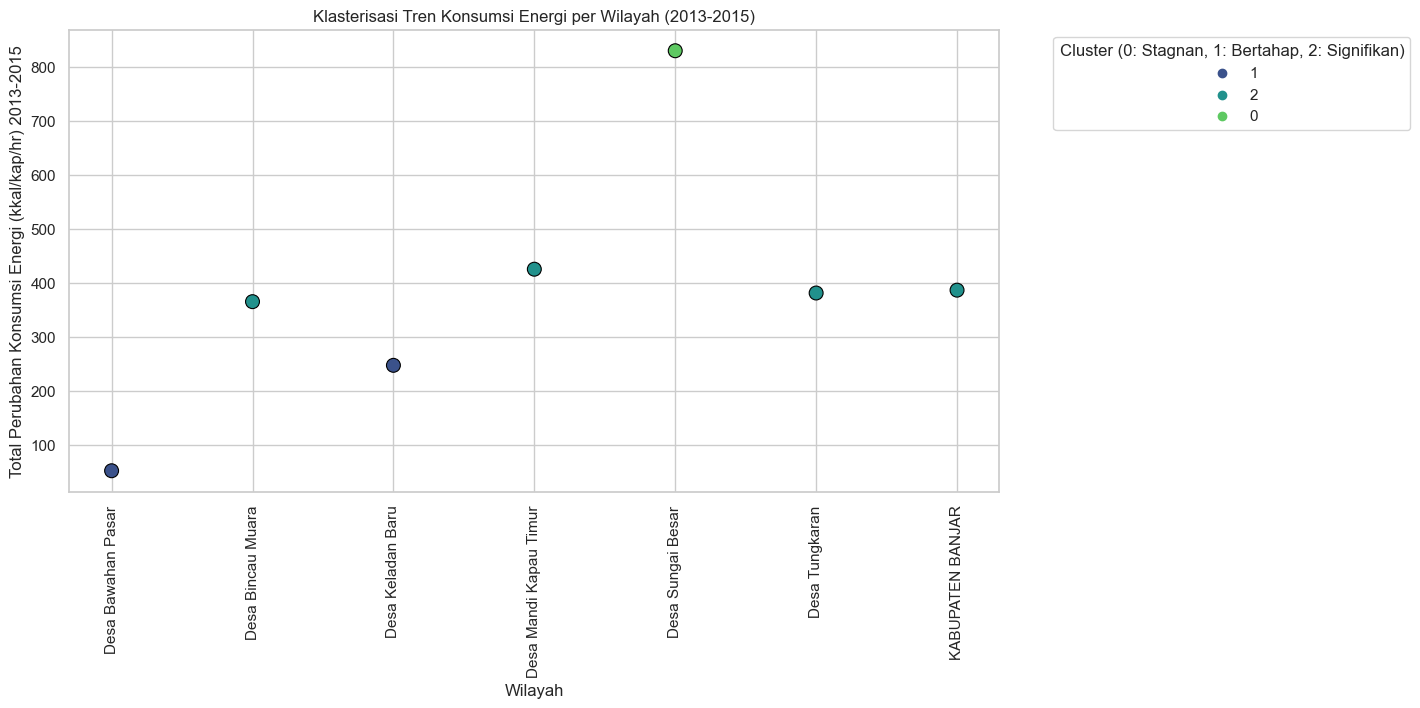 Klasterisasi Tren Konsumsi Energi per Wilayah (2013-2015)
Total Perubahan Konsumsi Energi (kkal/kap/hr) 2013-2015
800
700
600
500
400
300
200
100
Desa Bawahan Pasar
Desa Bincau Muara
Desa Keladan Baru
Desa Mandi Kapau Timur
Desa Sungai Besar
Desa Tungkaran
KABUPATEN BANJAR
Wilayah
Cluster (0: Stagnan, 1: Bertahap, 2: Signifikan)
1
2
0